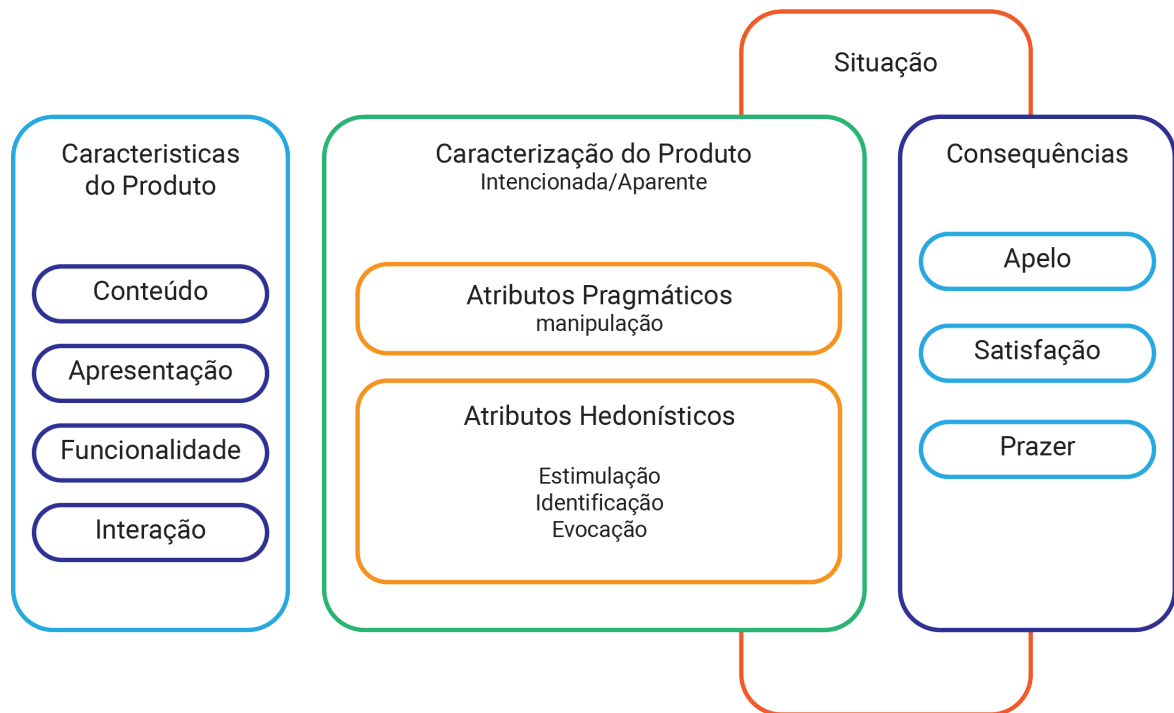 Situação
Caracteristicas
do Produto
Conteúdo
Apresentação
Funcionalidade
Interação
Caracterização do Produto
Intencionada/Aparente
Atributos Pragmáticos
manipulação
Atributos Hedonísticos
Estimulação
Identificação
Evocação
Consequências
Apelo
Satisfação
Prazer